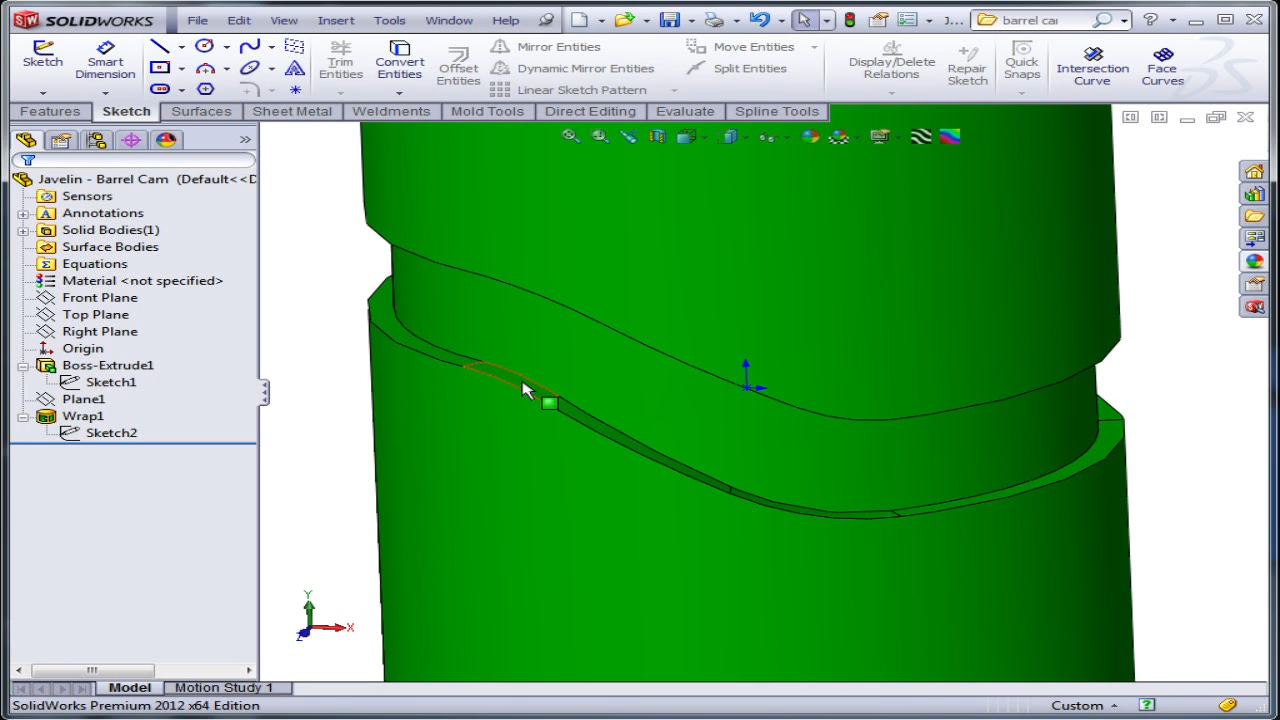 SOLIDWORKS File Edit View Insert Tools Window Help J... barrel car
Sketch
Smart Dimension
Trim Entities
Convert Entities
Offset Entities
Mirror Entities
Dynamic Mirror Entities
Linear Sketch Pattern
Move Entities
Split Entities
Display/Delete Relations
Repair Sketch
Quick Snaps
Intersection Curve
Face Curves
Features Sketch Surfaces Sheet Metal Weldments Mold Tools Direct Editing Evaluate Spline Tools
Javelin - Barrel Cam (Default<<D
Sensors
Annotations
Solid Bodies(1)
Surface Bodies
Equations
Material <not specified>
Front Plane
Top Plane
Right Plane
Origin
Boss-Extrude1
Sketch1
Plane1
Wrap1
Sketch2
Y
X
Z
Model Motion Study 1
SolidWorks Premium 2012 x64 Edition Custom